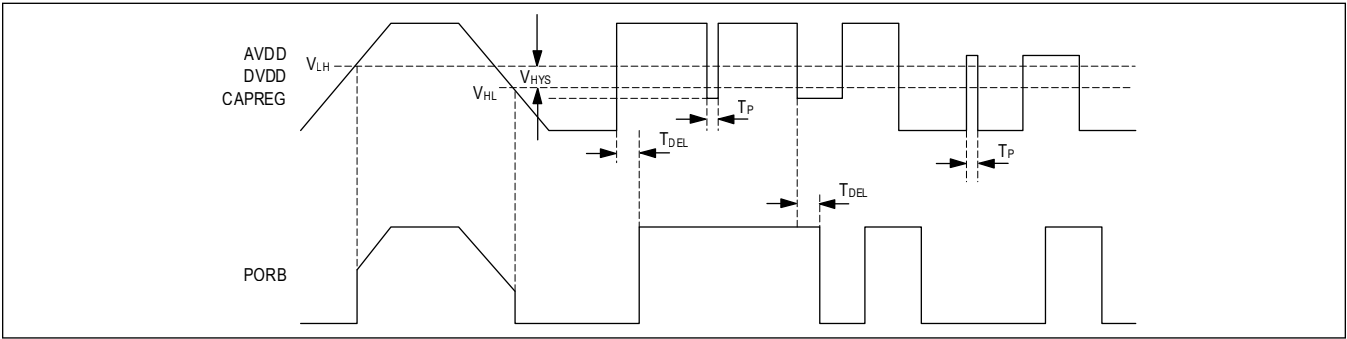 AVDD
DVDD
CAPREG
VLH
VHYS
VHL
TP
TDEL
TP
TDEL
PORB